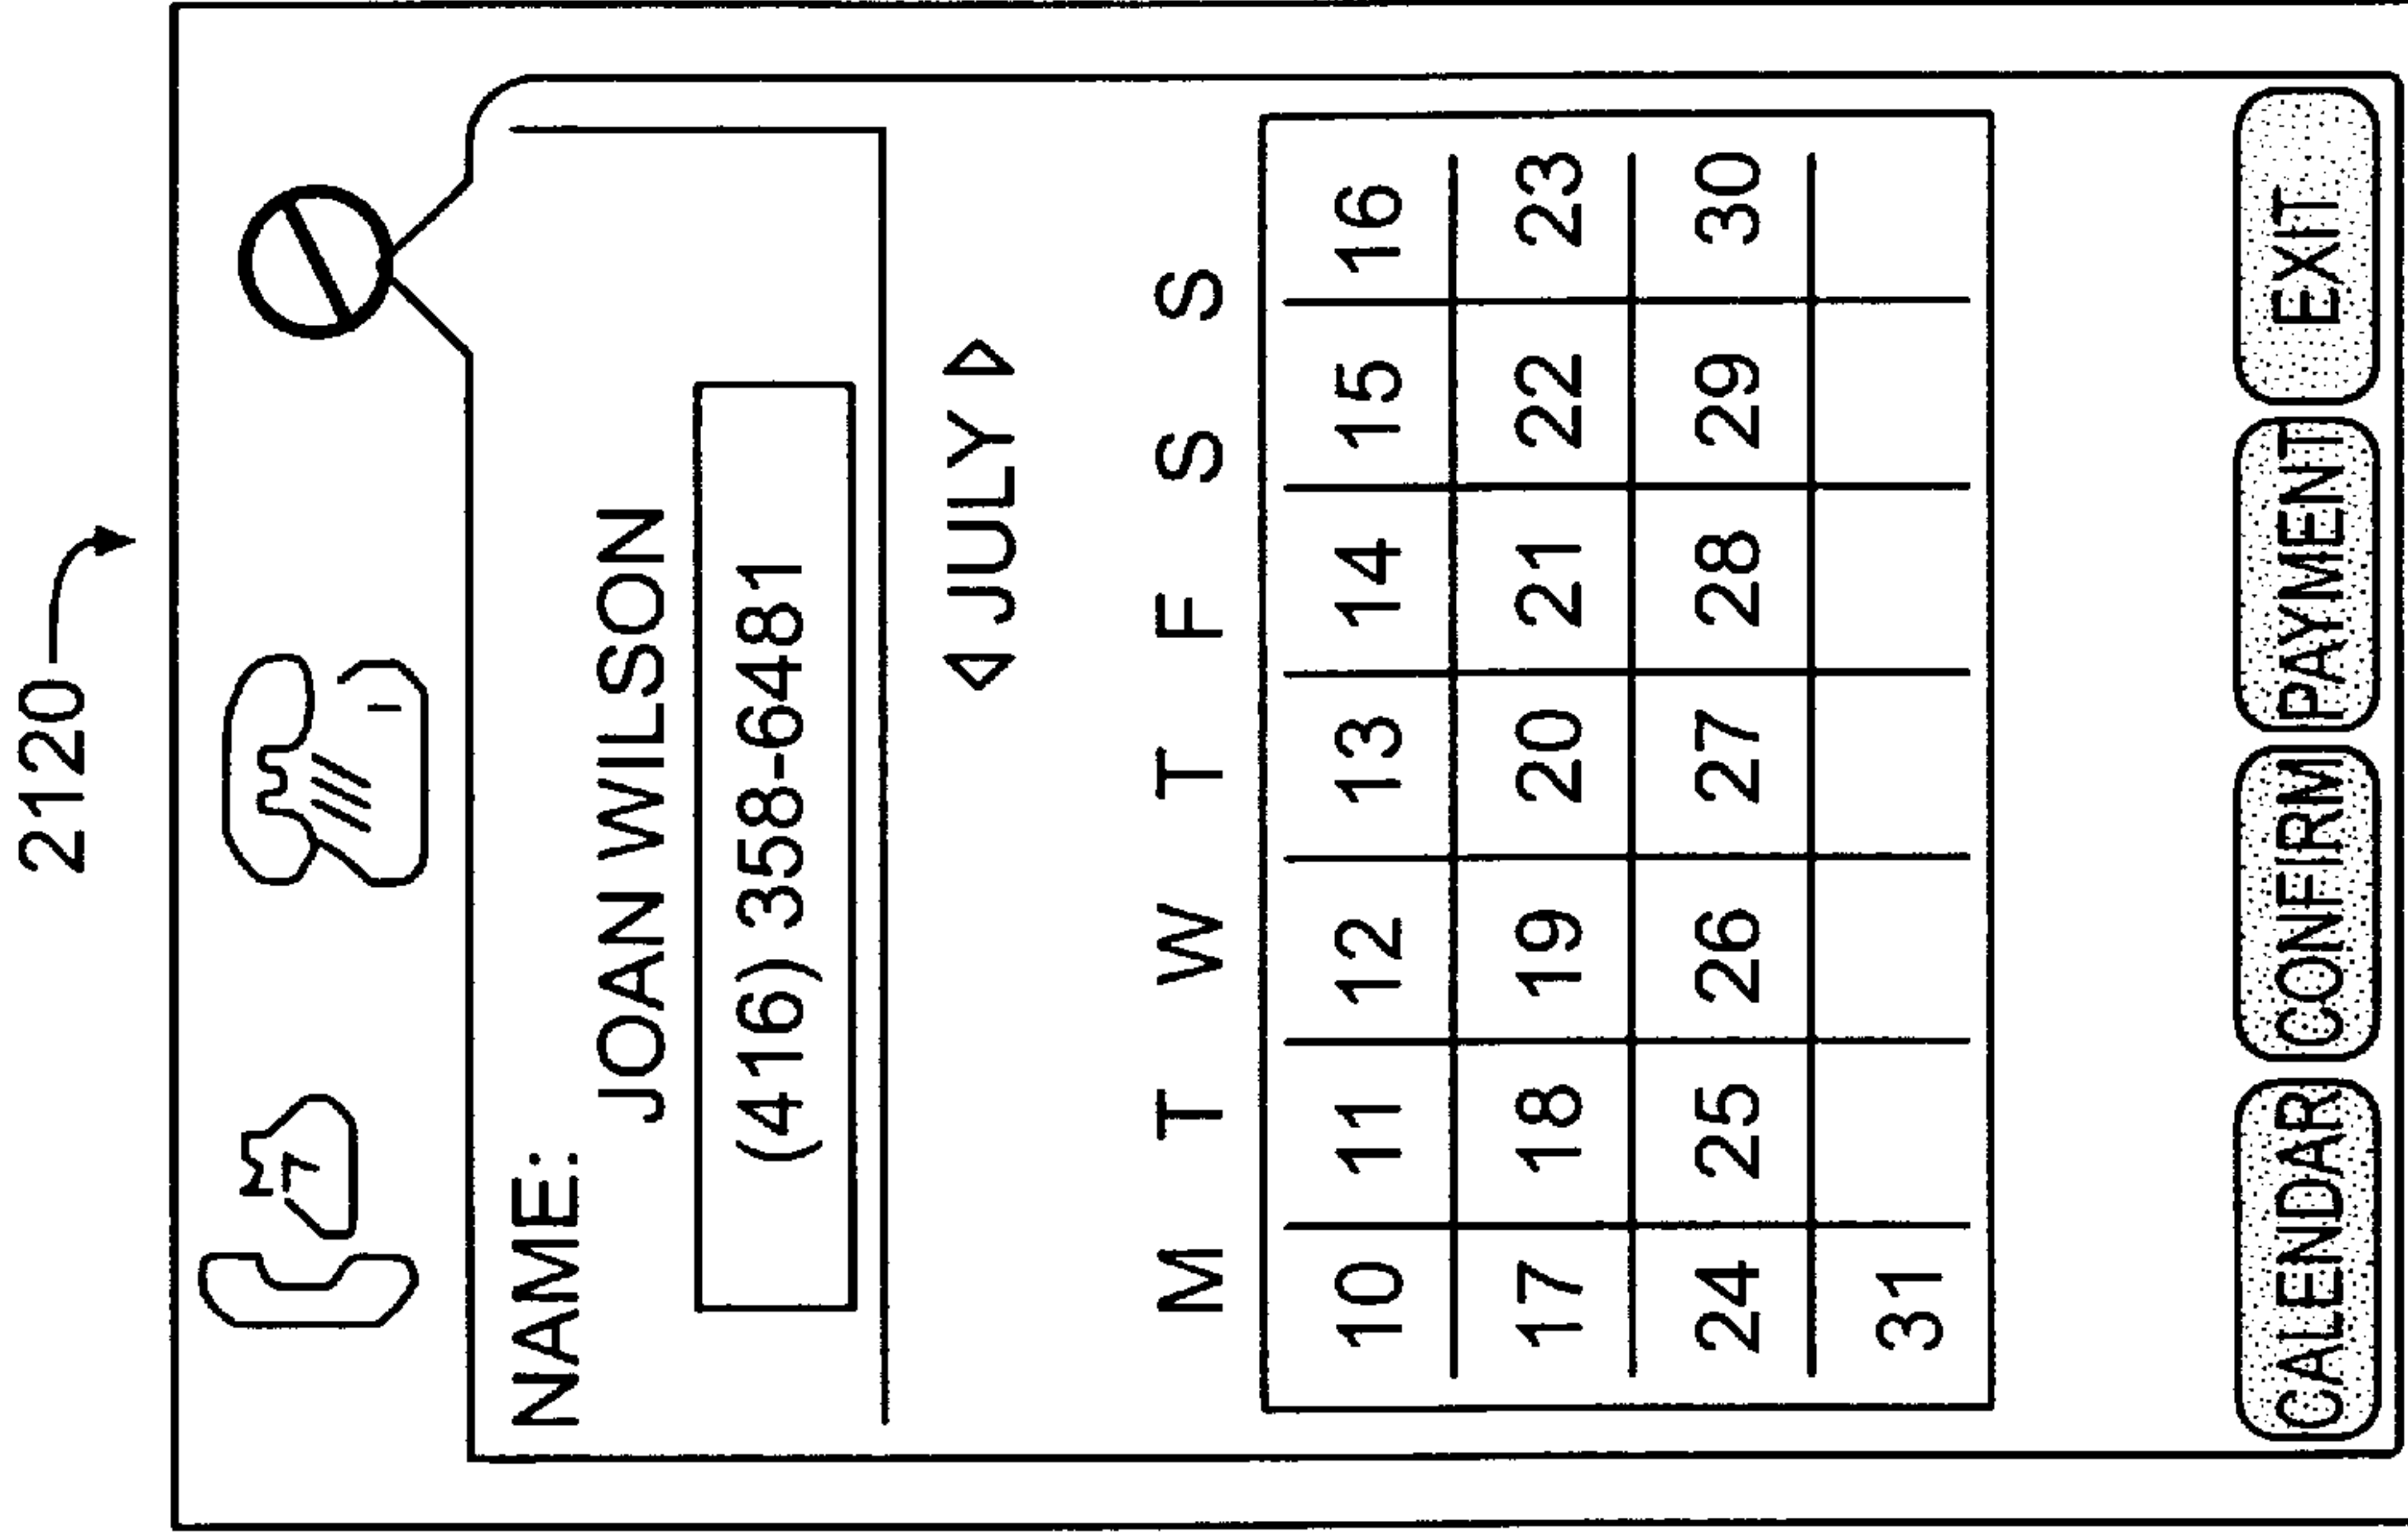 2120
NAME:
JOAN WILSON
(416) 358-6481
JULY
M T W T F S S
10 11 12 13 14 15 16
17 18 19 20 21 22 23
24 25 26 27 28 29 30
31
CALENDAR CONFIRM PAYMENT EXIT